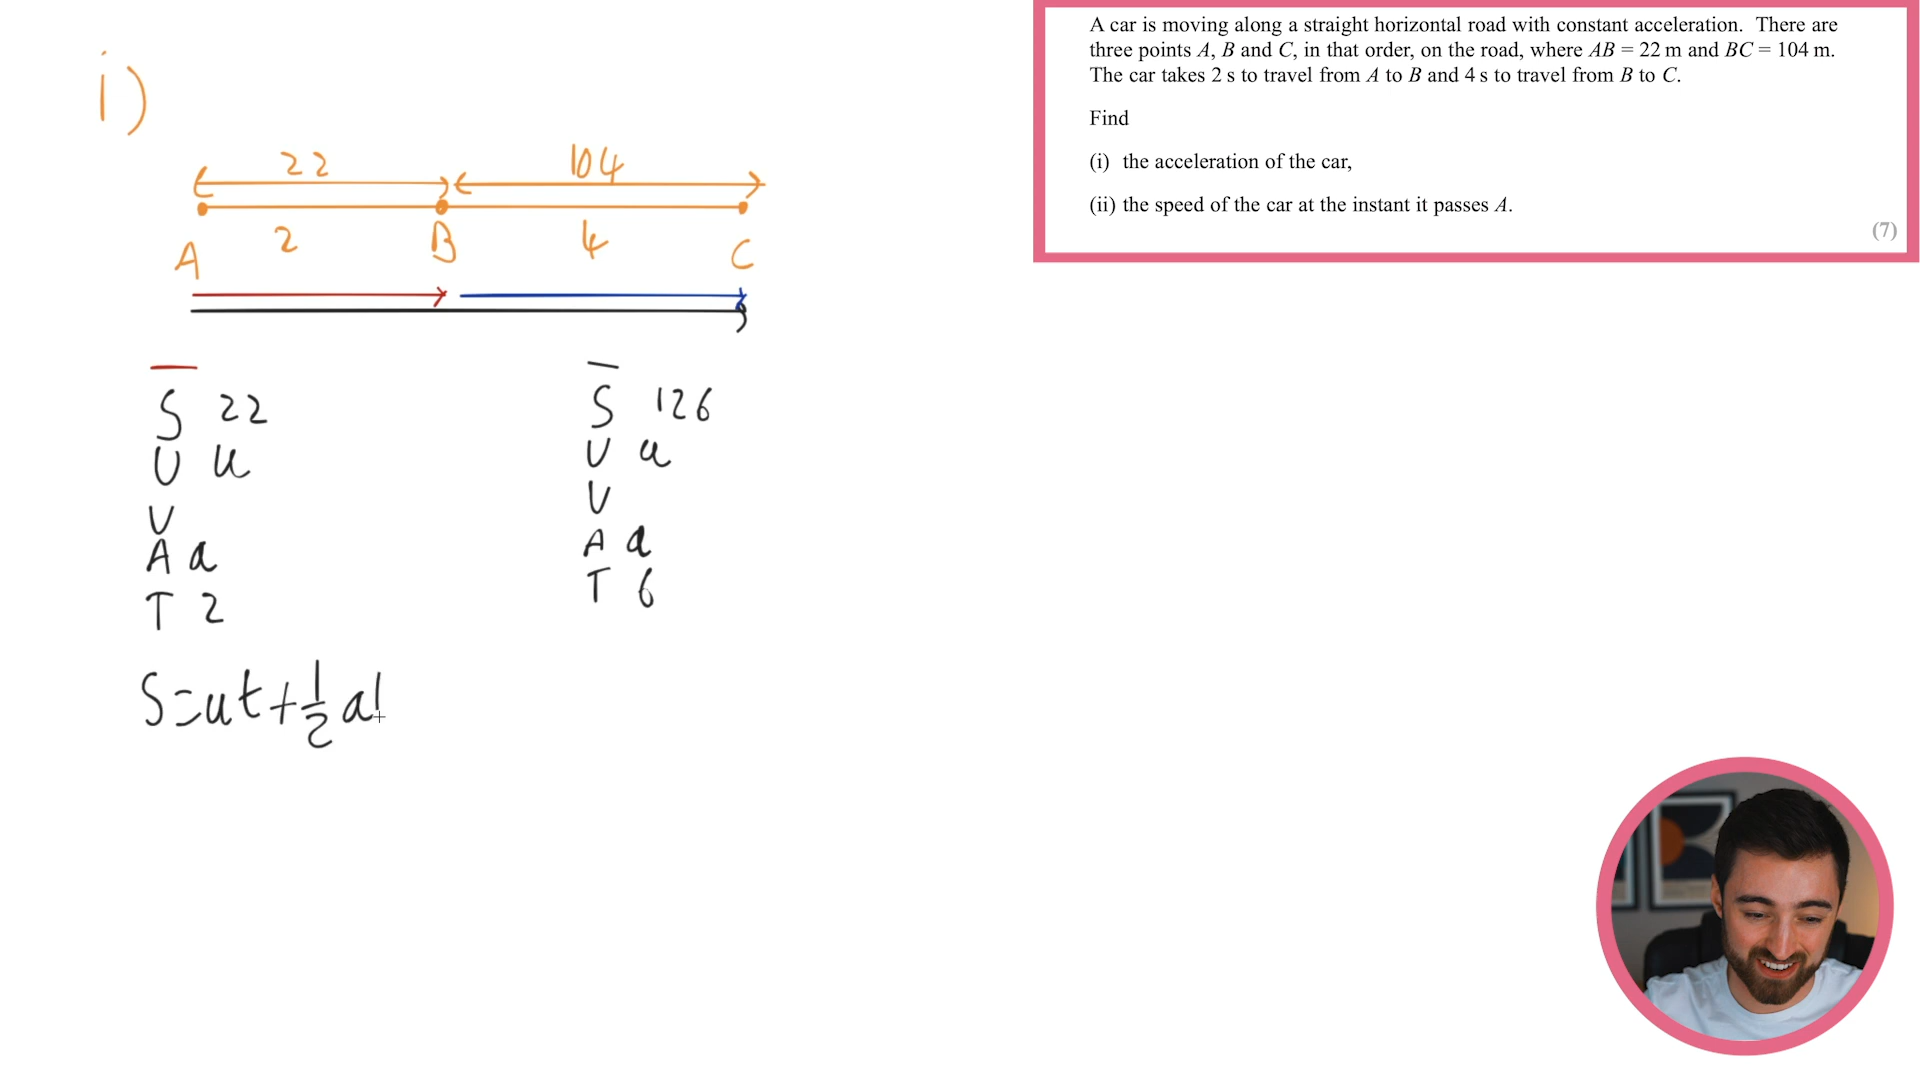 i)
22 104
2 4
A B C
S 22
U u
V
A a
T 2
S 126
U u
V
A a
T 6
S=ut+½a
A car is moving along a straight horizontal road with constant acceleration. There are
three points A, B and C, in that order, on the road, where AB = 22 m and BC = 104 m.
The car takes 2 s to travel from A to B and 4 s to travel from B to C.
Find
(i) the acceleration of the car,
(ii) the speed of the car at the instant it passes A.
(7)